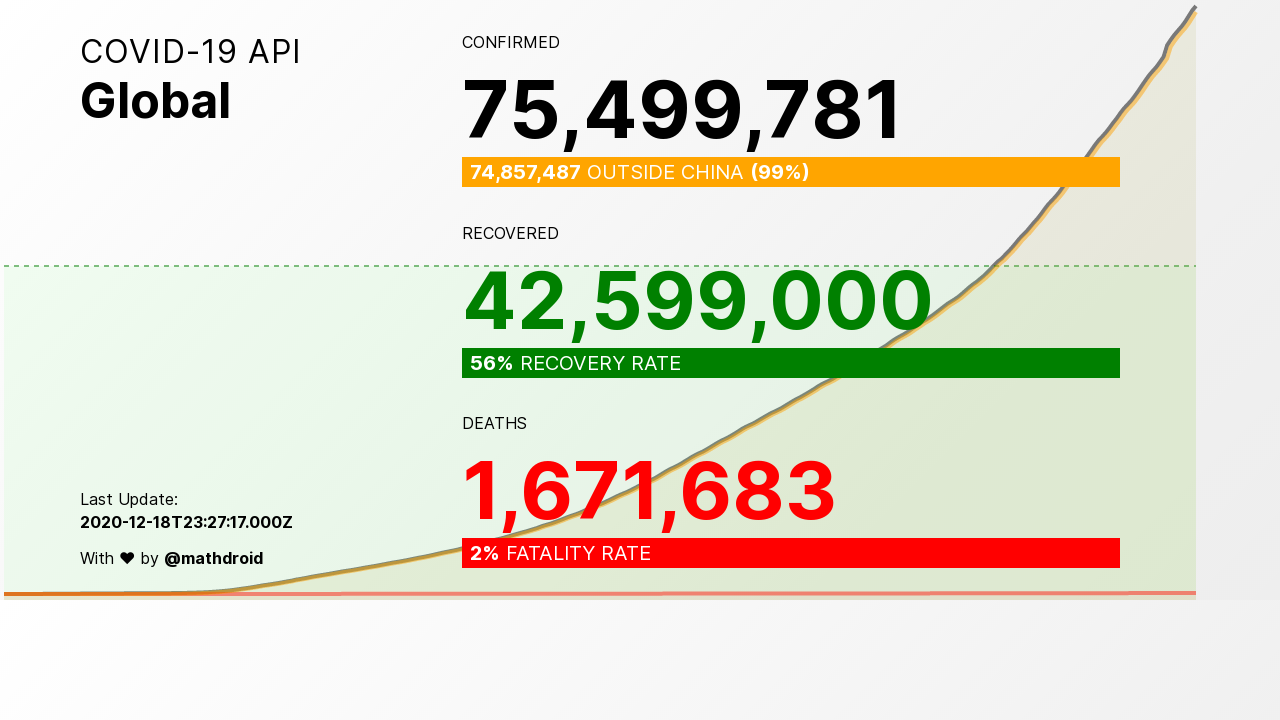 COVID-19 API
Global
CONFIRMED
75,499,781
74,857,487 OUTSIDE CHINA (99%)
RECOVERED
42,599,000
56% RECOVERY RATE
DEATHS
1,671,683
2% FATALITY RATE
Last Update:
2020-12-18T23:27:17.000Z
With ♥ by @mathdroid